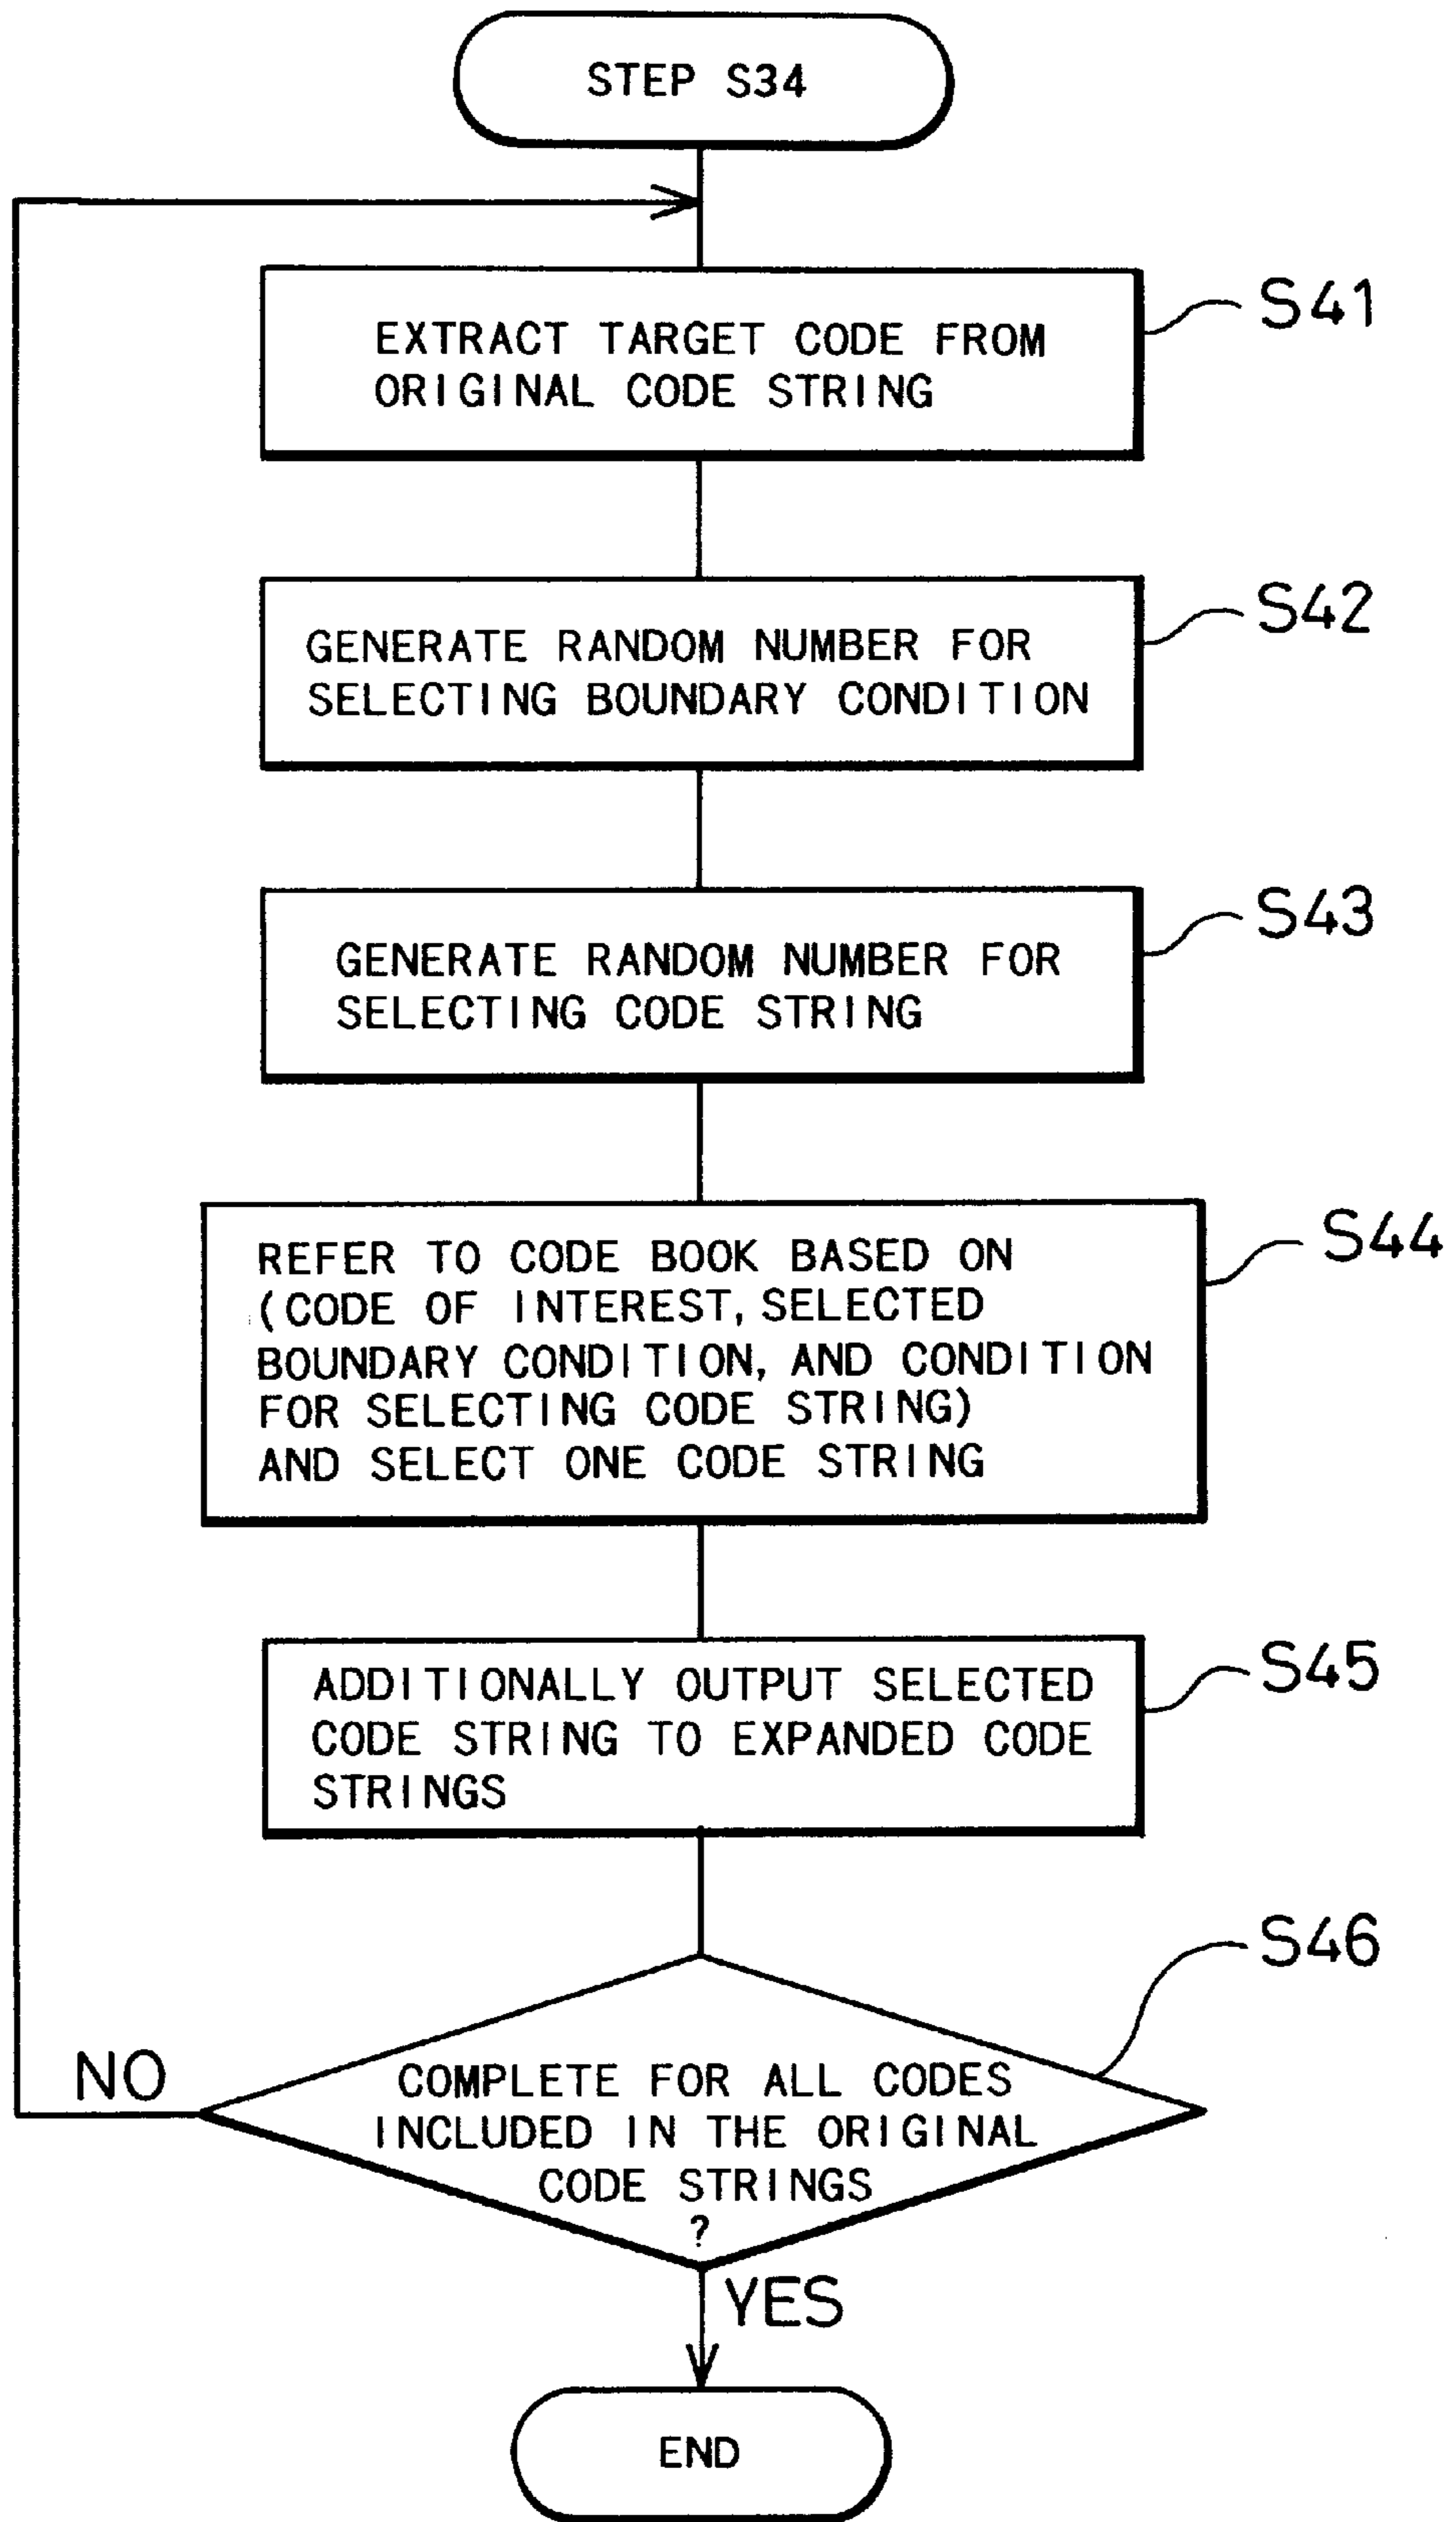 STEP S34
S41
EXTRACT TARGET CODE FROM
ORIGINAL CODE STRING
S42
GENERATE RANDOM NUMBER FOR
SELECTING BOUNDARY CONDITION
S43
GENERATE RANDOM NUMBER FOR
SELECTING CODE STRING
S44
REFER TO CODE BOOK BASED ON
(CODE OF INTEREST, SELECTED
BOUNDARY CONDITION, AND CONDITION
FOR SELECTING CODE STRING)
AND SELECT ONE CODE STRING
S45
ADDITIONALLY OUTPUT SELECTED
CODE STRING TO EXPANDED CODE
STRINGS
S46
NO
COMPLETE FOR ALL CODES
INCLUDED IN THE ORIGINAL
CODE STRINGS
?
YES
END